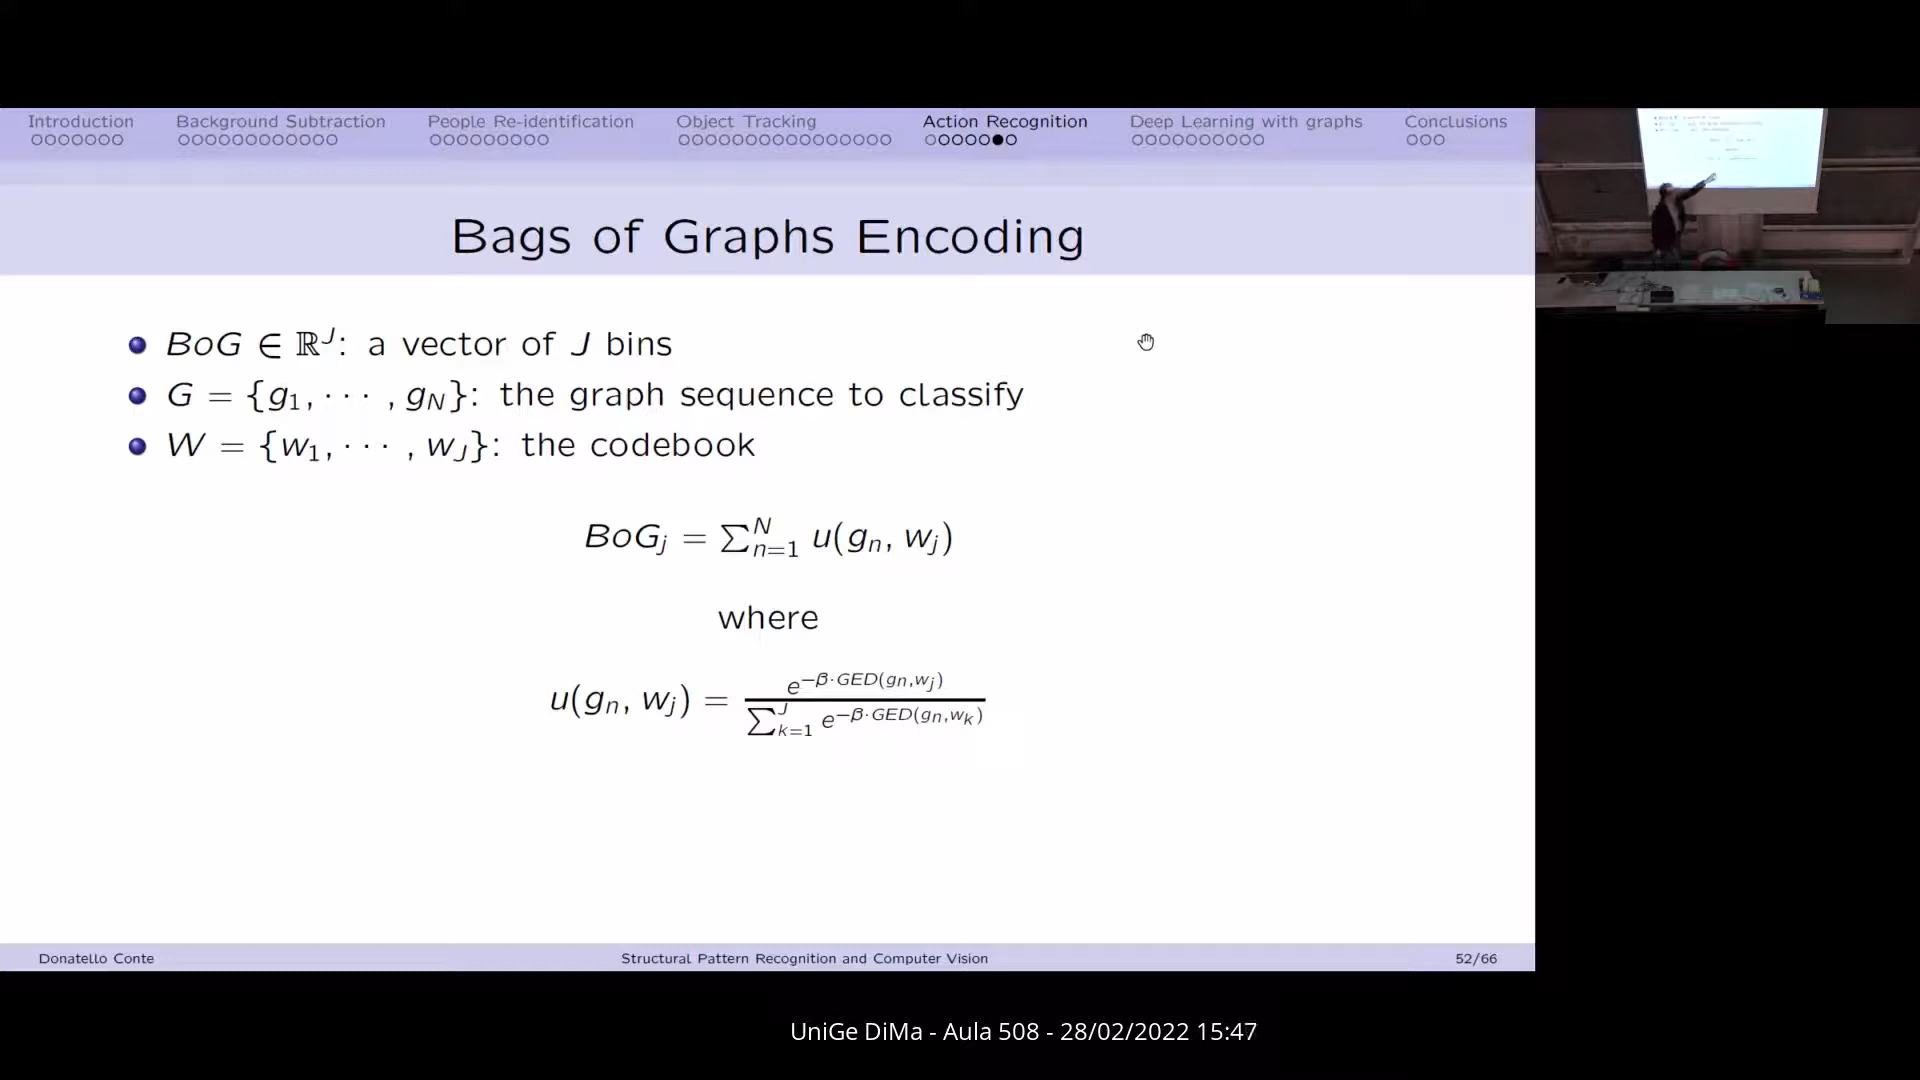 Introduction Background Subtraction People Re-identification Object Tracking Action Recognition Deep Learning with graphs Conclusions
Bags of Graphs Encoding
BoG ∈ ℝ^J: a vector of J bins
G = {g_1, ··· , g_N}: the graph sequence to classify
W = {w_1, ··· , w_J}: the codebook
BoG_j = ∑_{n=1}^{N} u(g_n, w_j)
where
u(g_n, w_j) = \frac{e^{-β·GED(g_n,w_j)}}{∑_{k=1}^{J} e^{-β·GED(g_n,w_k)}}
Donatello Conte Structural Pattern Recognition and Computer Vision 52/66
UniGe DiMa - Aula 508 - 28/02/2022 15:47